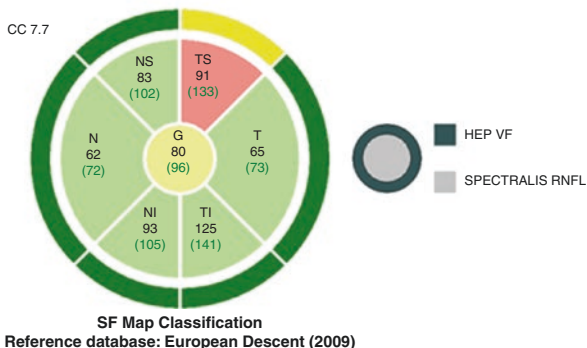 CC 7.7
NS
83
(102)
TS
91
(133)
N
62
(72)
G
80
(96)
T
65
(73)
NI
93
(105)
TI
125
(141)
HEP VF
SPECTRALIS RNFL
SF Map Classification
Reference database: European Descent (2009)